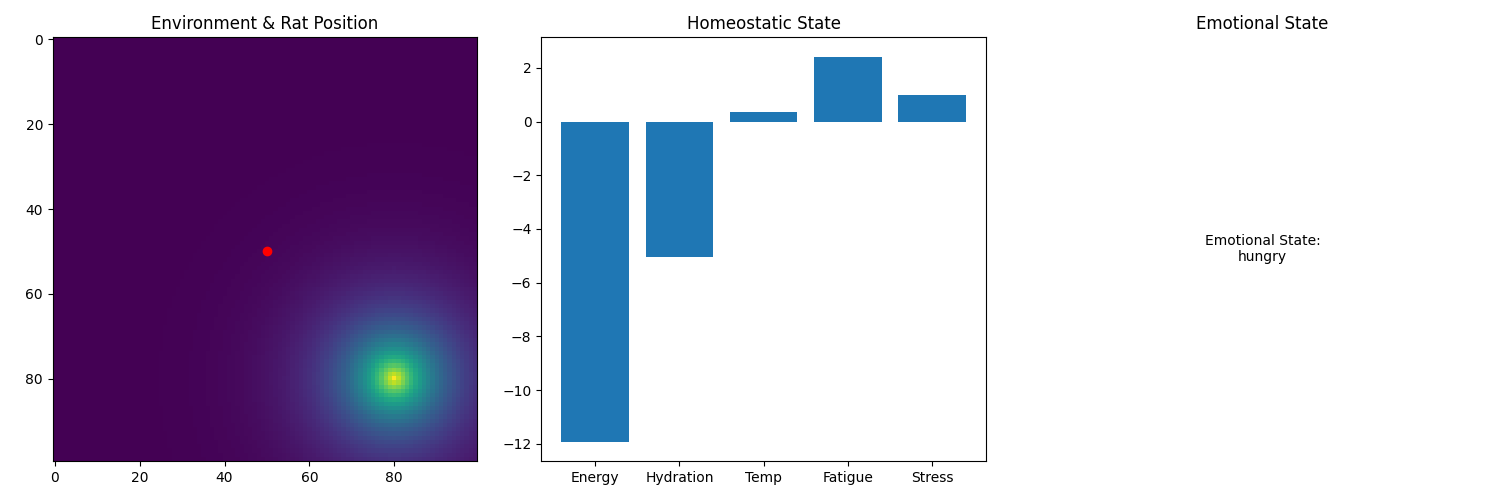 Environment & Rat Position
0
20
40
60
80
0
20
40
60
80
Homeostatic State
2
0
−2
−4
−6
−8
−10
−12
Energy
Hydration
Temp
Fatigue
Stress
Emotional State
Emotional State:
hungry